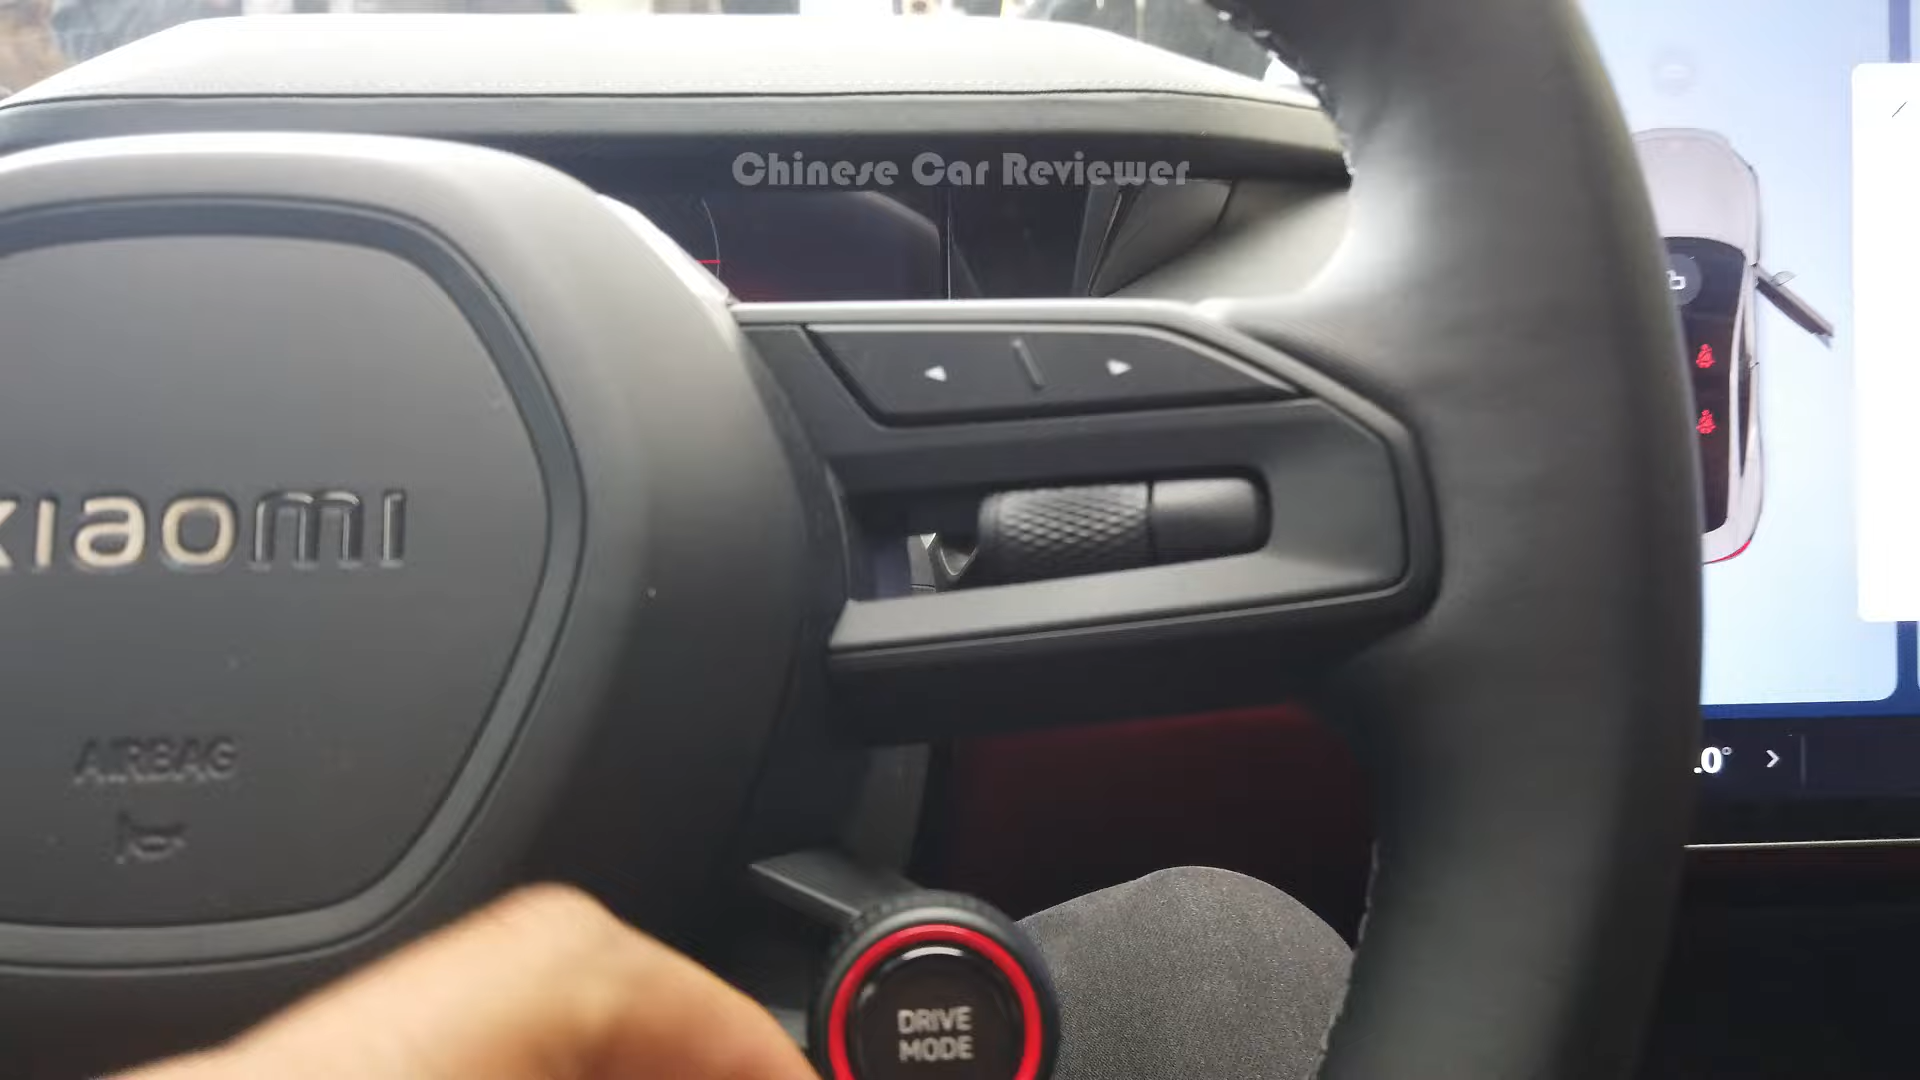 Chinese Car Reviewer
xiaomi
AIRBAG
.0°
DRIVE
MODE